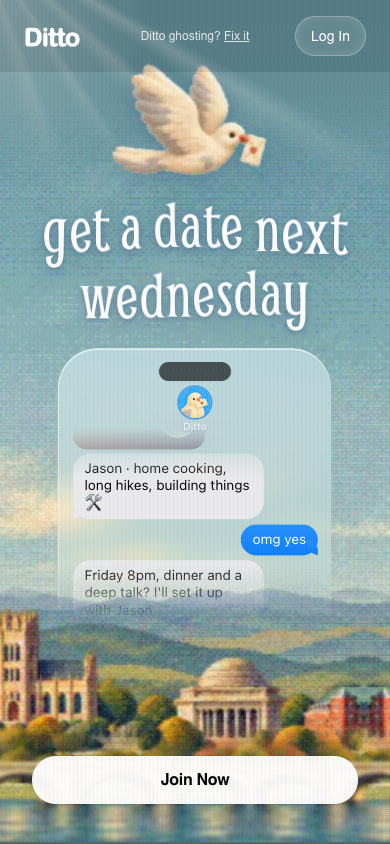 Ditto
Ditto ghosting? Fix it
Log In
get a date next
wednesday
Ditto
Jason · home cooking,
long hikes, building things
🛠️
omg yes
Friday 8pm, dinner and a
deep talk? I'll set it up
with Jason
Join Now